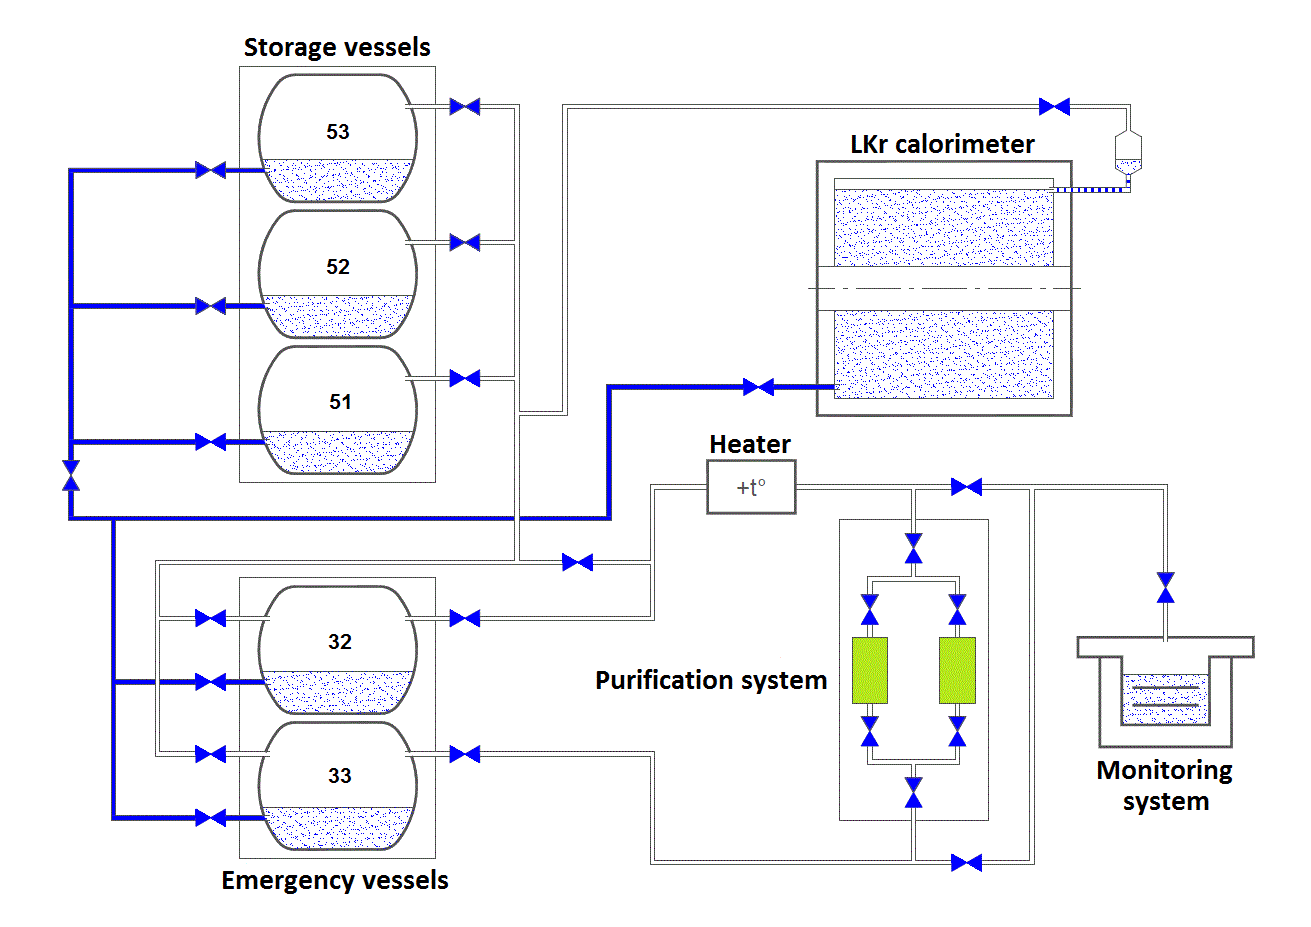 Storage vessels
53
52
51
LKr calorimeter
Heater
+t°
32
33
Emergency vessels
Purification system
Monitoring
system